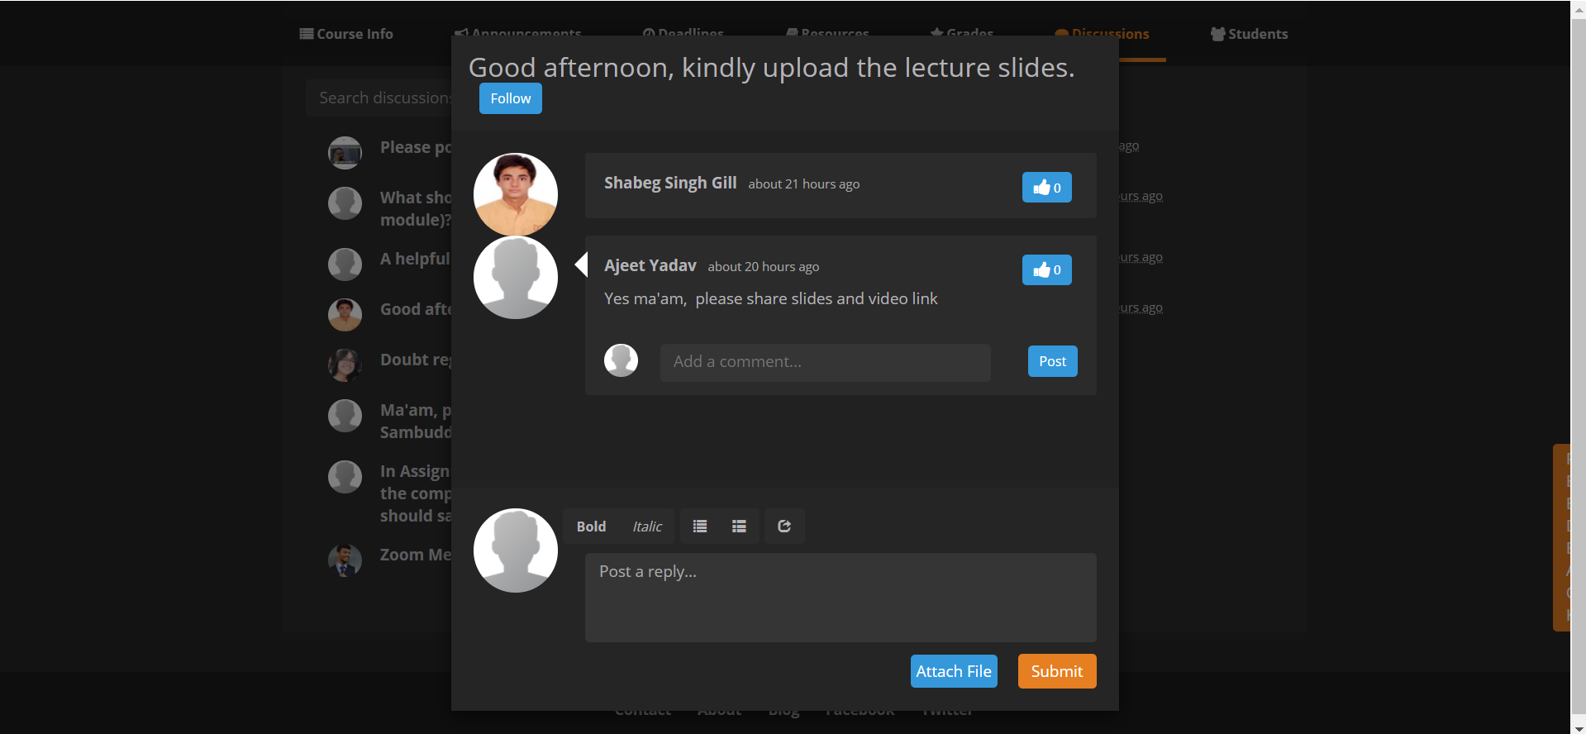 Course Info
Announcements
Deadlines
Resources
Grades
Discussions
Students
Good afternoon, kindly upload the lecture slides.
Follow
Search discussions
Please po
ago
What sho
module)?
urs ago
A helpful
urs ago
Good afte
urs ago
Doubt reg
Ma'am, p
Sambudd
In Assign
the comp
should sa
Zoom Me
Shabeg Singh Gill about 21 hours ago
0
Ajeet Yadav about 20 hours ago
0
Yes ma'am, please share slides and video link
Add a comment...
Post
Bold Italic
Post a reply...
Attach File Submit
Contact About Blog Facebook Twitter